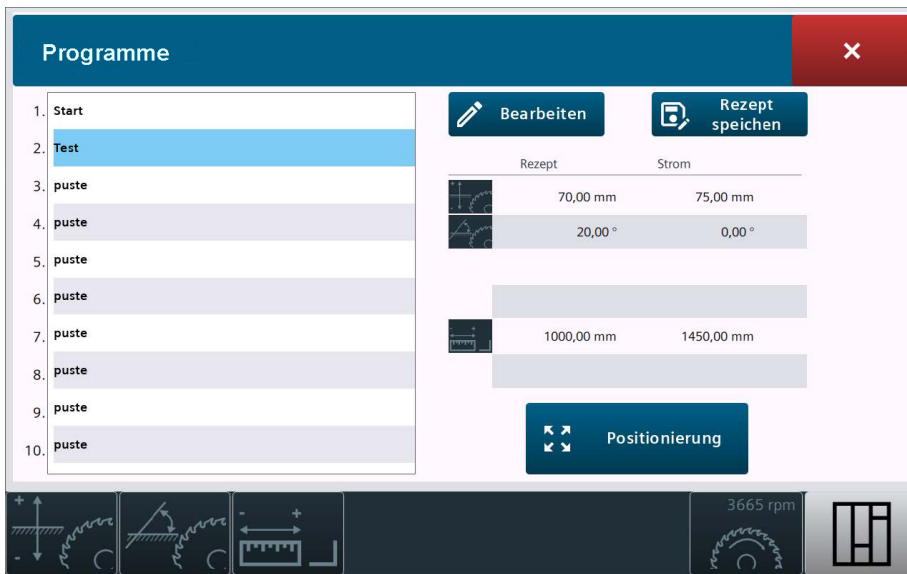 Programme
×
1. Start
2. Test
3. puste
4. puste
5. puste
6. puste
7. puste
8. puste
9. puste
10. puste
Bearbeiten
Rezept
speichen
Rezept Strom
70,00 mm 75,00 mm
20,00 ° 0,00 °
1000,00 mm 1450,00 mm
Positionierung
+
-
- +
3665 rpm